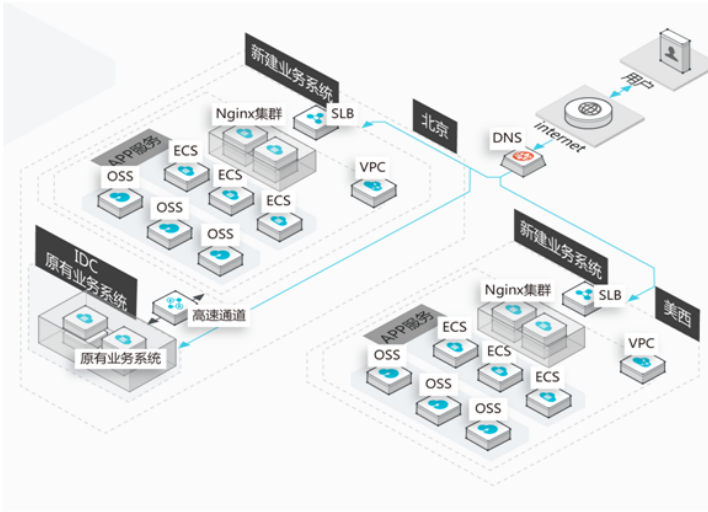 用户
internet
DNS
北京
新建业务系统
Nginx集群
SLB
APP服务
ECS
ECS
ECS
OSS
OSS
OSS
VPC
IDC
原有业务系统
高速通道
原有业务系统
新建业务系统
美西
Nginx集群
SLB
APP服务
ECS
ECS
ECS
OSS
OSS
OSS
VPC